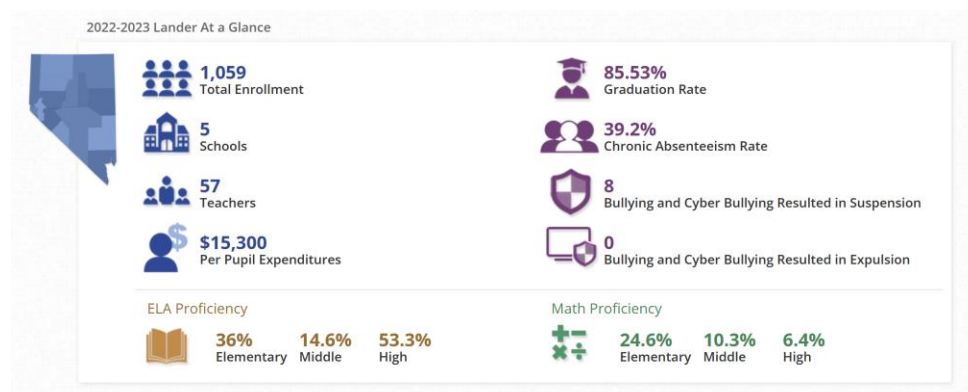 2022-2023 Lander At a Glance
1,059
Total Enrollment
5
Schools
57
Teachers
$15,300
Per Pupil Expenditures
85.53%
Graduation Rate
39.2%
Chronic Absenteeism Rate
8
Bullying and Cyber Bullying Resulted in Suspension
0
Bullying and Cyber Bullying Resulted in Expulsion
ELA Proficiency
36% 14.6% 53.3%
Elementary Middle High
Math Proficiency
24.6% 10.3% 6.4%
Elementary Middle High